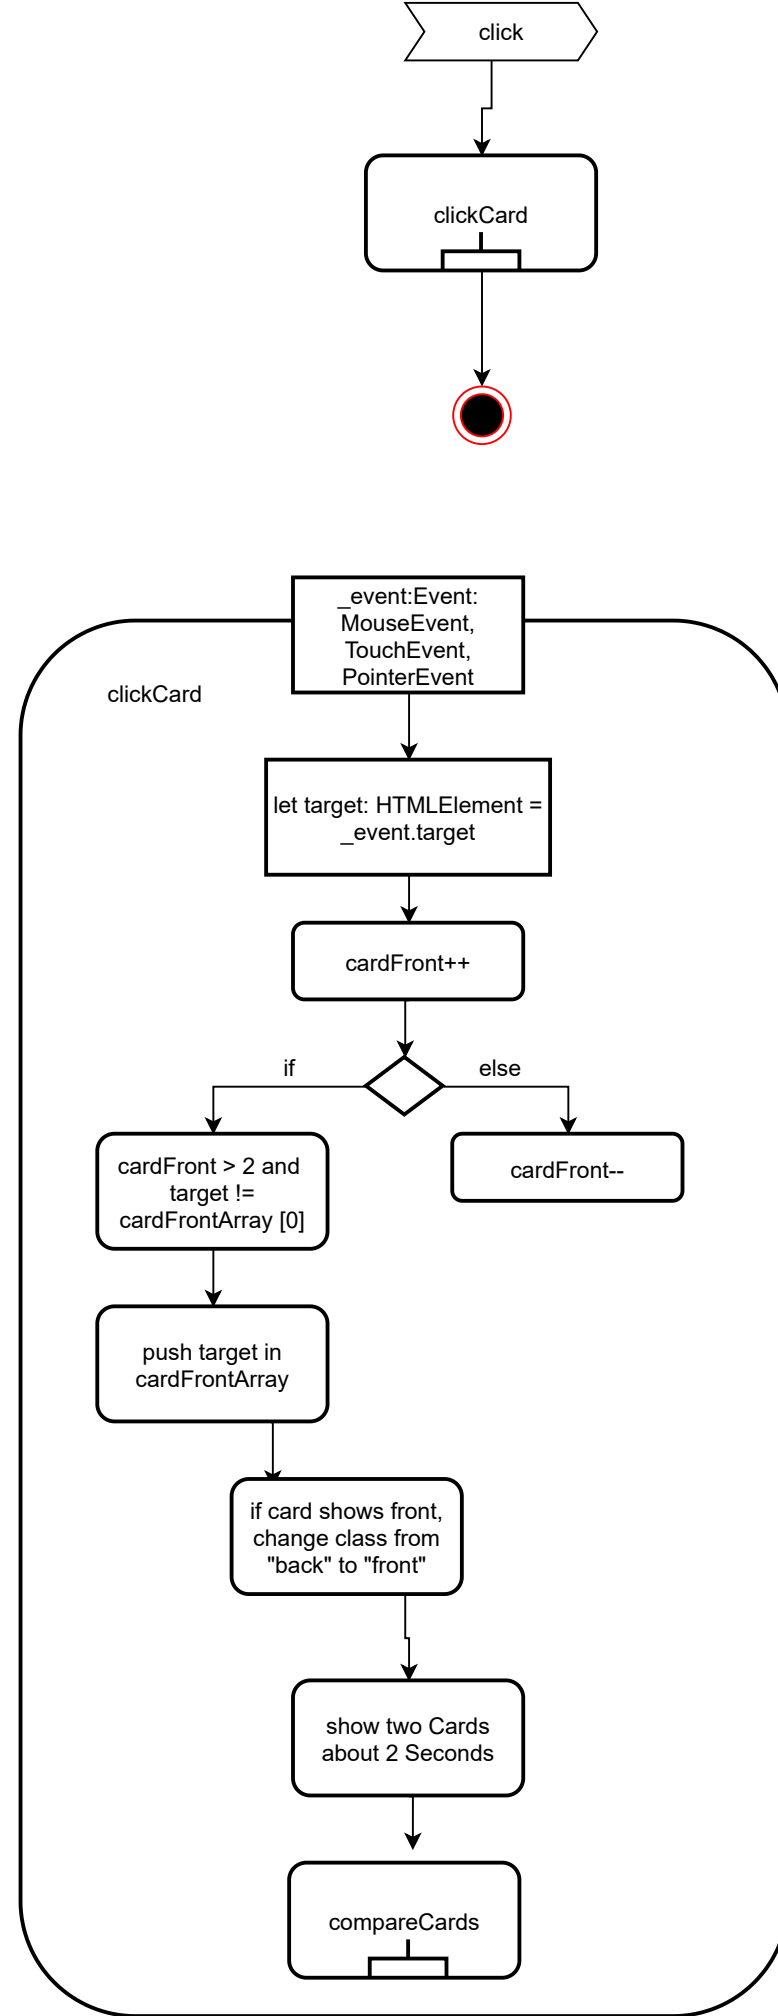 click
clickCard
_event:Event:
MouseEvent,
TouchEvent,
PointerEvent
clickCard
let target: HTMLElement =
_event.target
cardFront++
if
else
cardFront > 2 and
target !=
cardFrontArray [0]
cardFront--
push target in
cardFrontArray
if card shows front,
change class from
"back" to "front"
show two Cards
about 2 Seconds
compareCards